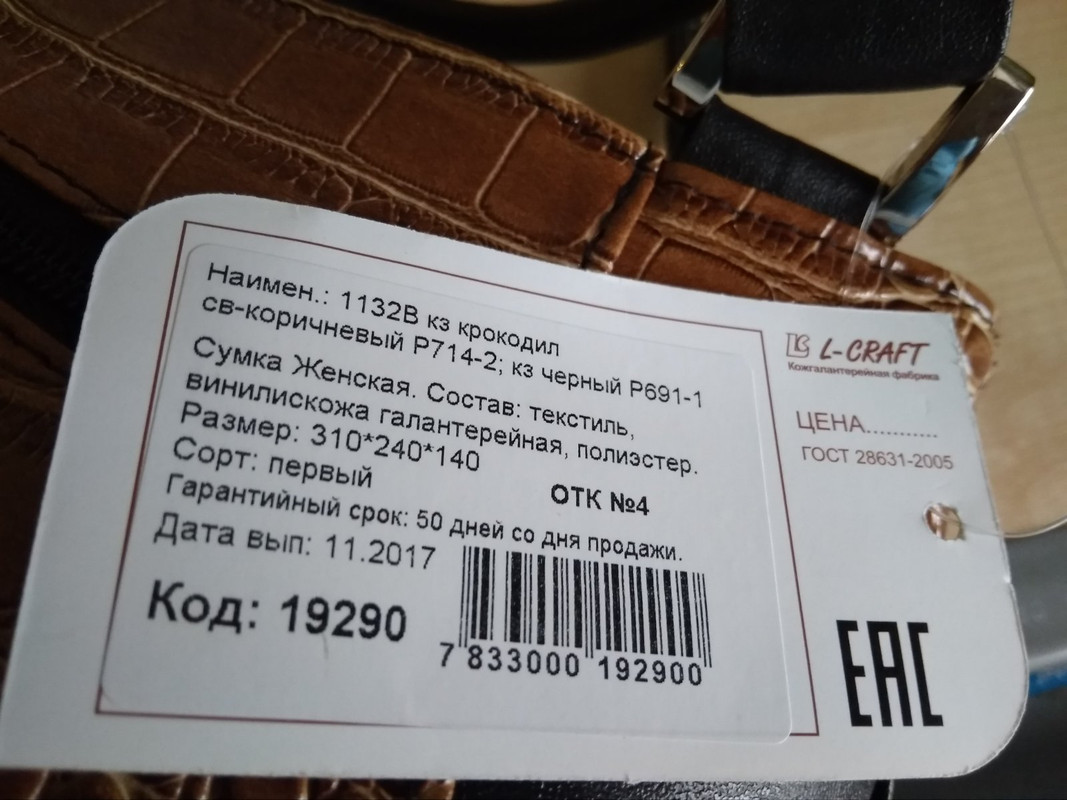 Наимен.: 1132В кз крокодил
св-коричневый Р714-2; кз черный Р691-1
Сумка Женская. Состав: текстиль,
винилискожа галантерейная, полиэстер.
Размер: 310*240*140
Сорт: первый
ОТК №4
Гарантийный срок: 50 дней со дня продажи.
Дата вып: 11.2017
Код: 19290
7 833000 192900
LC L-CRAFT
Кожгалантерейная фабрика
ЦЕНА...........
ГОСТ 28631-2005
EAC